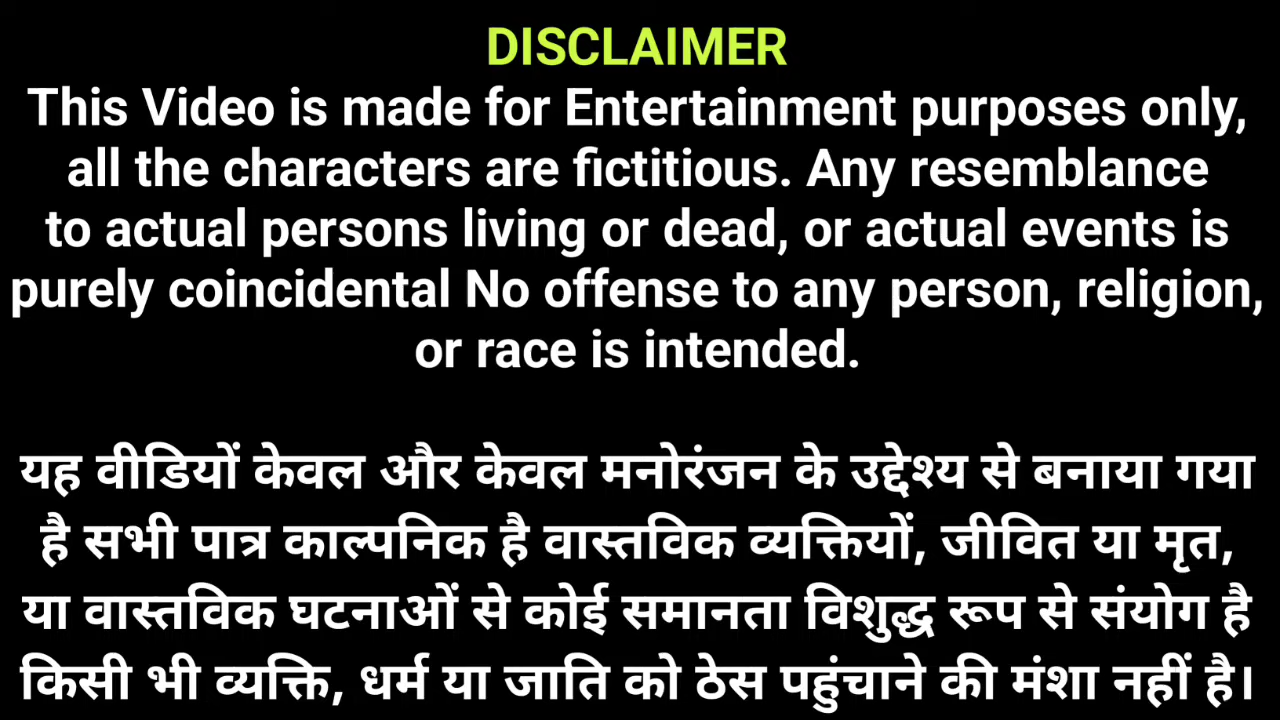 DISCLAIMER
This Video is made for Entertainment purposes only,
all the characters are fictitious. Any resemblance
to actual persons living or dead, or actual events is
purely coincidental No offense to any person, religion,
or race is intended.
यह वीडियों केवल और केवल मनोरंजन के उद्देश्य से बनाया गया
है सभी पात्र काल्पनिक है वास्तविक व्यक्तियों, जीवित या मृत,
या वास्तविक घटनाओं से कोई समानता विशुद्ध रूप से संयोग है
किसी भी व्यक्ति, धर्म या जाति को ठेस पहुंचाने की मंशा नहीं है।